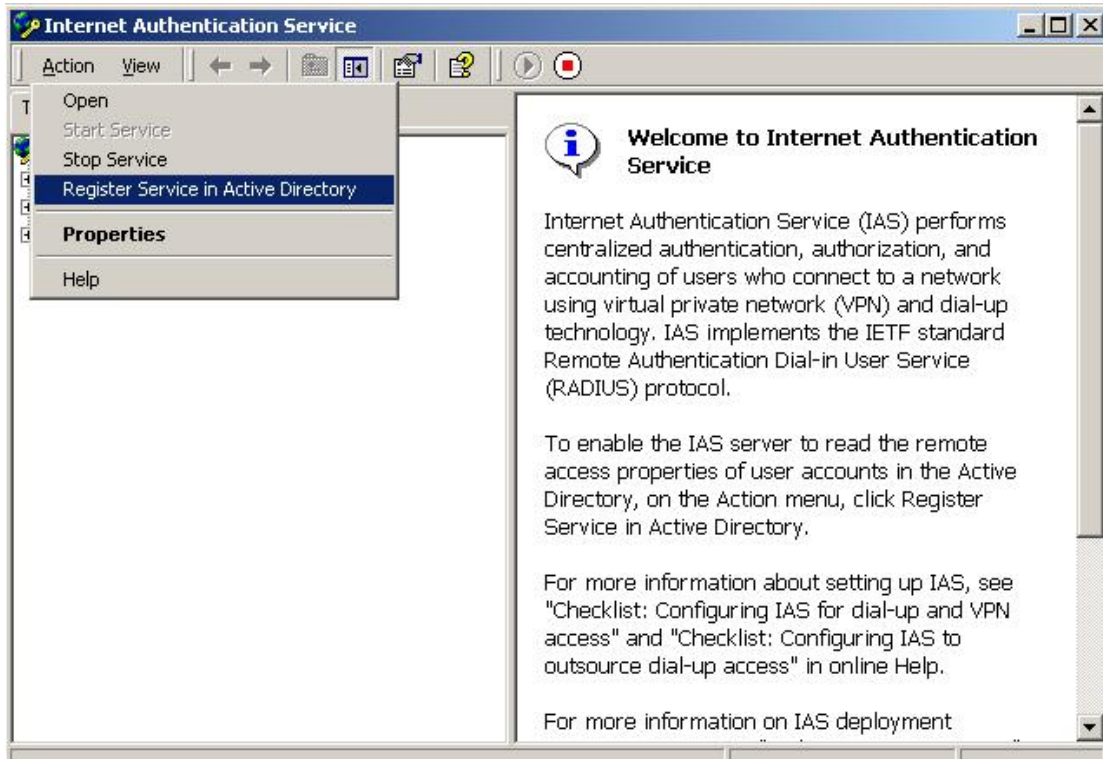 Internet Authentication Service
Action View
T
Open
Start Service
Stop Service
Register Service in Active Directory
Properties
Help
Welcome to Internet Authentication
Service
Internet Authentication Service (IAS) performs
centralized authentication, authorization, and
accounting of users who connect to a network
using virtual private network (VPN) and dial-up
technology. IAS implements the IETF standard
Remote Authentication Dial-in User Service
(RADIUS) protocol.
To enable the IAS server to read the remote
access properties of user accounts in the Active
Directory, on the Action menu, click Register
Service in Active Directory.
For more information about setting up IAS, see
"Checklist: Configuring IAS for dial-up and VPN
access" and "Checklist: Configuring IAS to
outsource dial-up access" in online Help.
For more information on IAS deployment